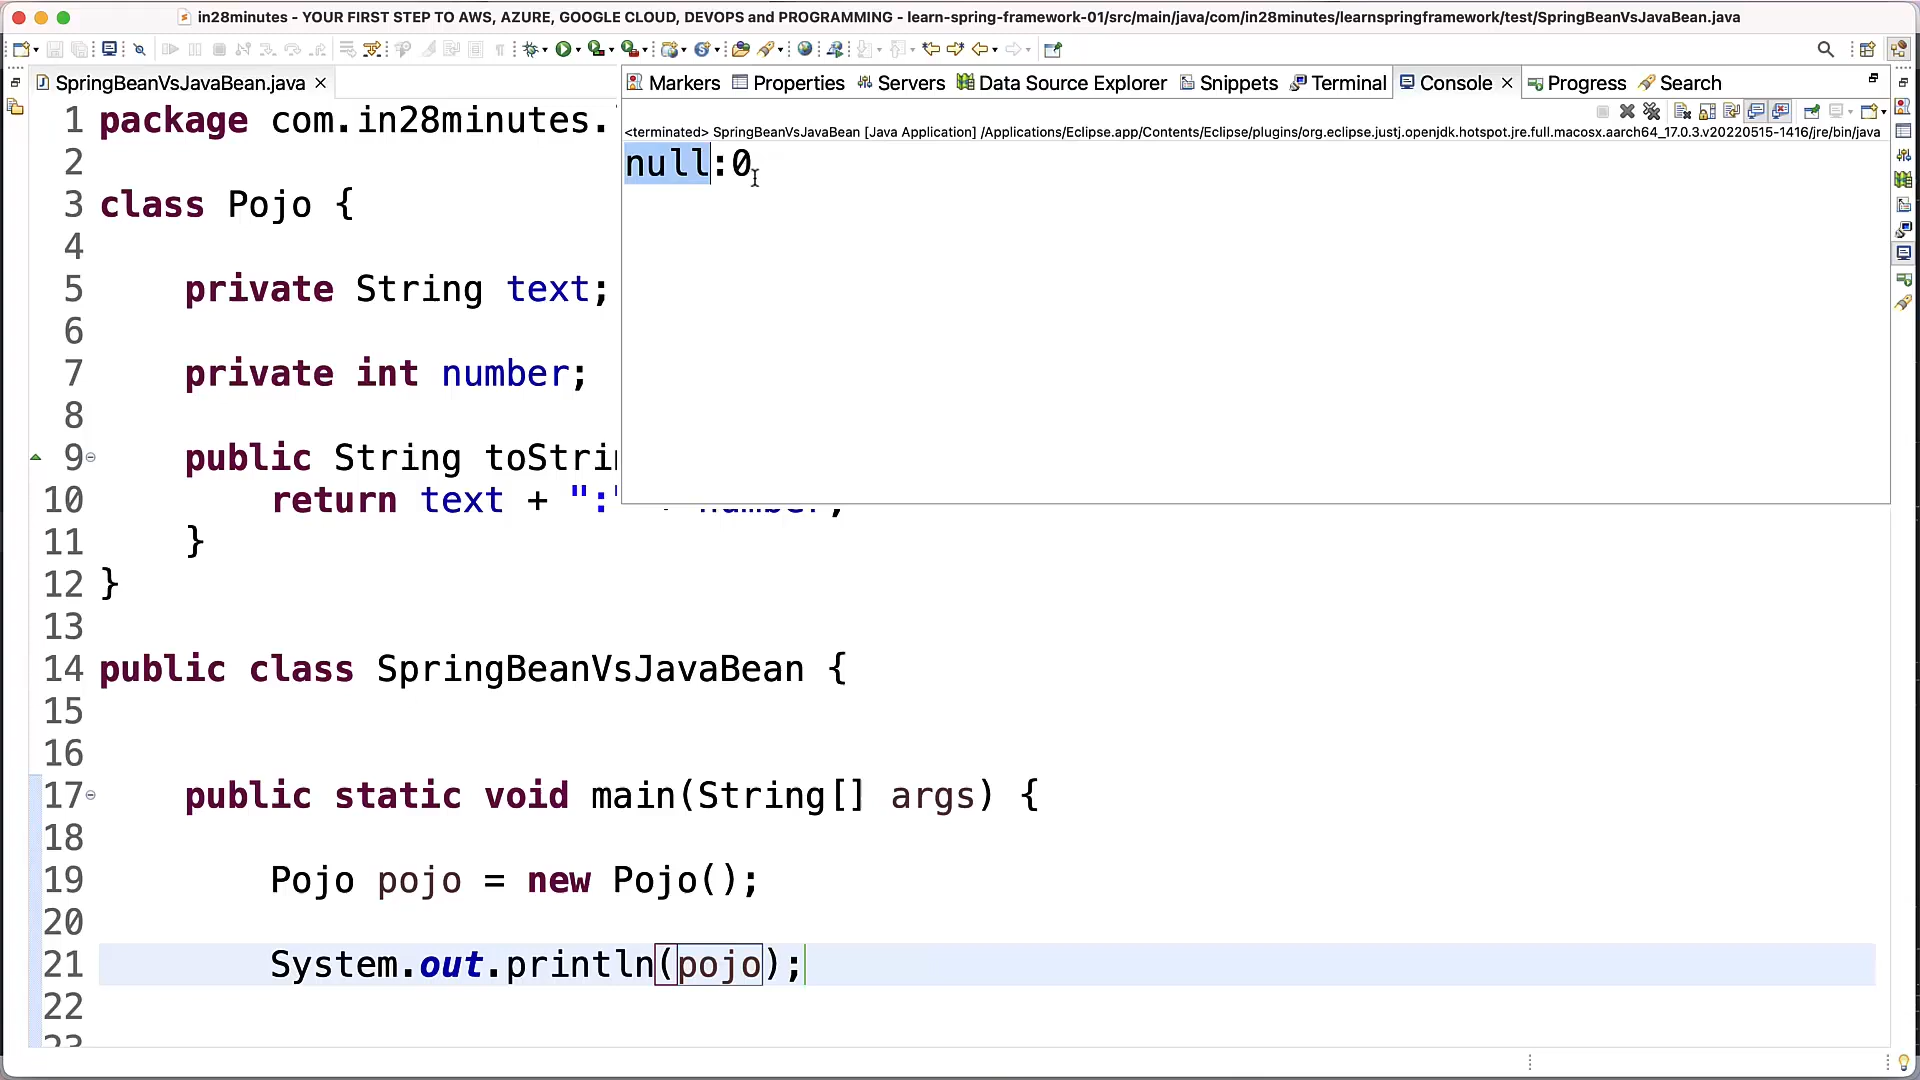 in28minutes - YOUR FIRST STEP TO AWS, AZURE, GOOGLE CLOUD, DEVOPS and PROGRAMMING - learn-spring-framework-01/src/main/java/com/in28minutes/learnspringframework/test/SpringBeanVsJavaBean.java
SpringBeanVsJavaBean.java
Markers Properties Servers Data Source Explorer Snippets Terminal Console Progress Search
<terminated> SpringBeanVsJavaBean [Java Application] /Applications/Eclipse.app/Contents/Eclipse/plugins/org.eclipse.justj.openjdk.hotspot.jre.full.macosx.aarch64_17.0.3.v20220515-1416/jre/bin/java
null:0
1 package com.in28minutes.
2
3 class Pojo {
4
5 private String text;
6
7 private int number;
8
9 public String toStri
10 return text + ":
11 }
12 }
13
14 public class SpringBeanVsJavaBean {
15
16
17 public static void main(String[] args) {
18
19 Pojo pojo = new Pojo();
20
21 System.out.println(pojo);
22
23